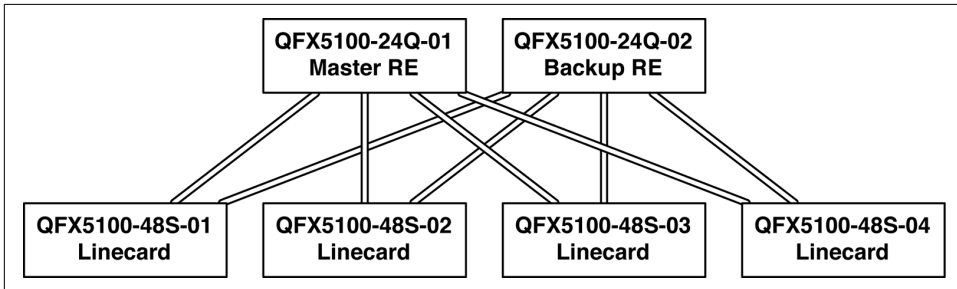 QFX5100-24Q-01
Master RE
QFX5100-24Q-02
Backup RE
QFX5100-48S-01
Linecard
QFX5100-48S-02
Linecard
QFX5100-48S-03
Linecard
QFX5100-48S-04
Linecard